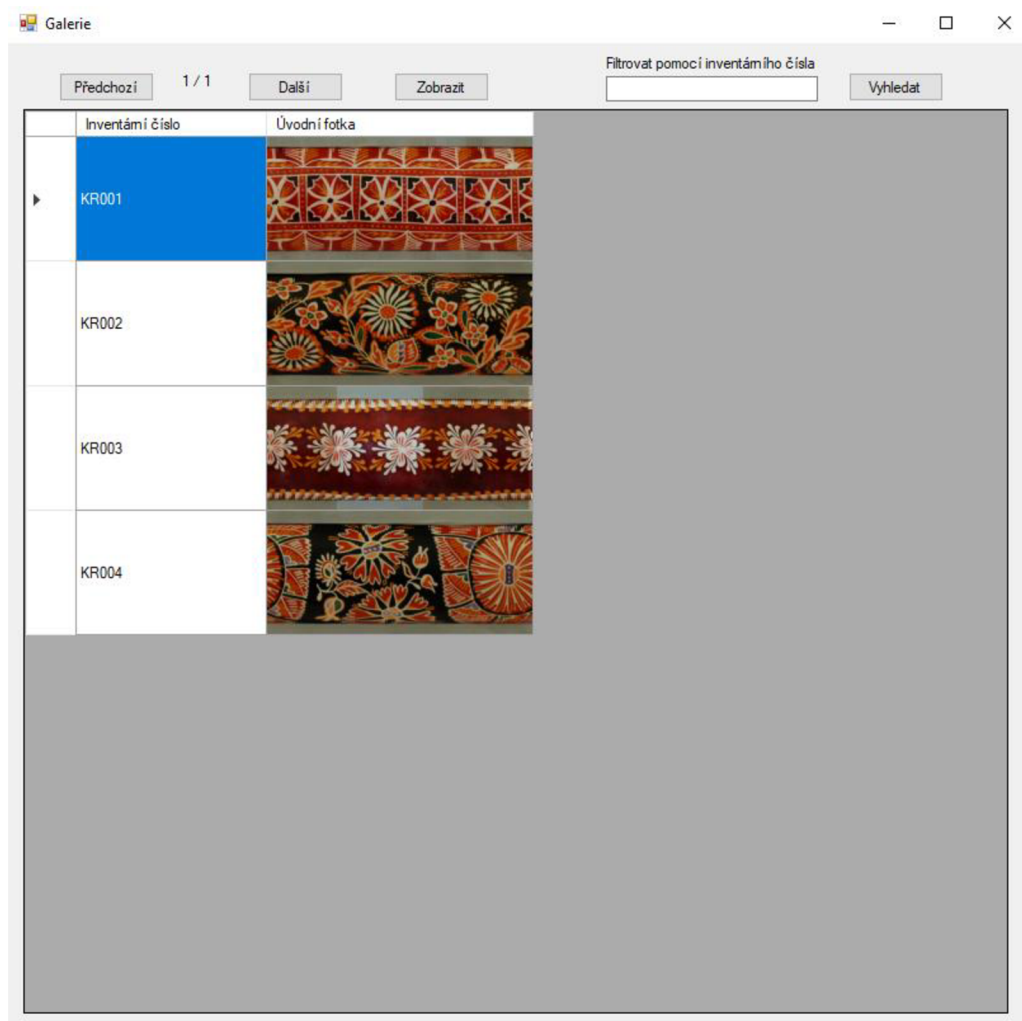 Galerie
Filtrovat pomocí inventárního čísla
Předchozí 1 / 1 Další Zobrazit Vyhledat
Inventární číslo Úvodní fotka
KR001
KR002
KR003
KR004